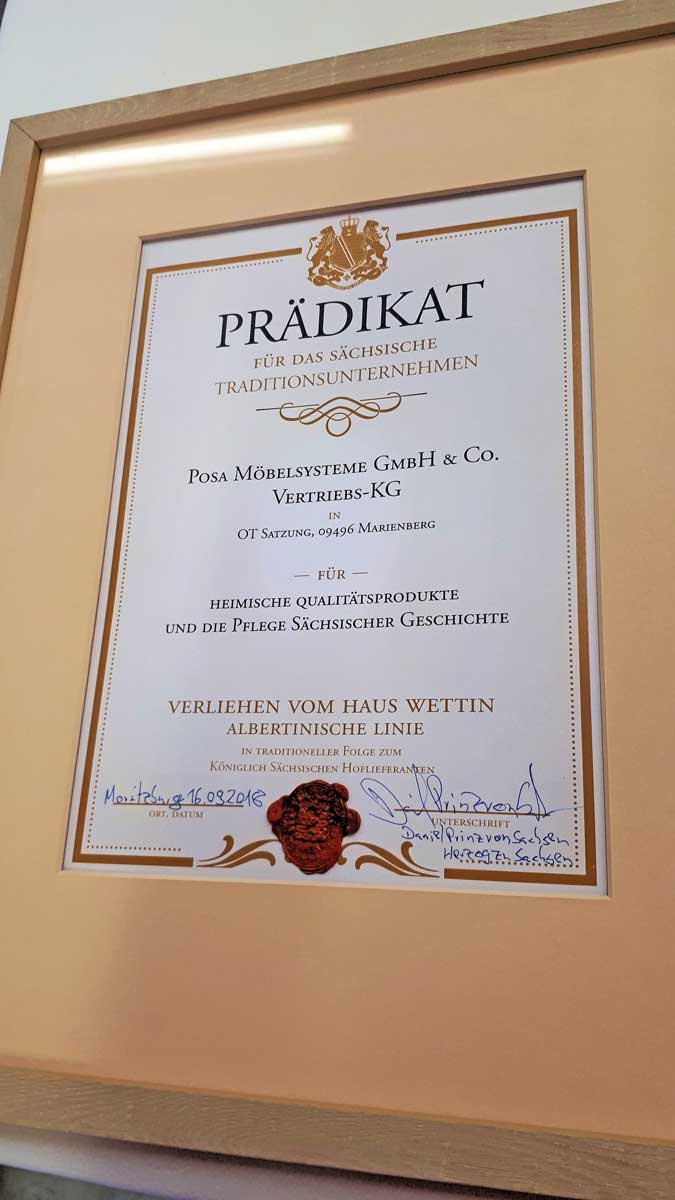 PRÄDIKAT
FÜR DAS SÄCHSISCHE
TRADITIONSUNTERNEHMEN
POSA MÖBELSYSTEME GMBH & CO.
VERTRIEBS-KG
IN
OT SATZUNG, 09496 MARIENBERG
— FÜR —
HEIMISCHE QUALITÄTSPRODUKTE
UND DIE PFLEGE SÄCHSISCHER GESCHICHTE
VERLIEHEN VOM HAUS WETTIN
ALBERTINISCHE LINIE
IN TRADITIONELLER FOLGE ZUM
KÖNIGLICH SÄCHSISCHEN HOFLIEFERANTEN
Moritzburg 16.09.2018
ORT, DATUM
UNTERSCHRIFT
Daniel Prinz von Sachsen
Herzog zu Sachsen